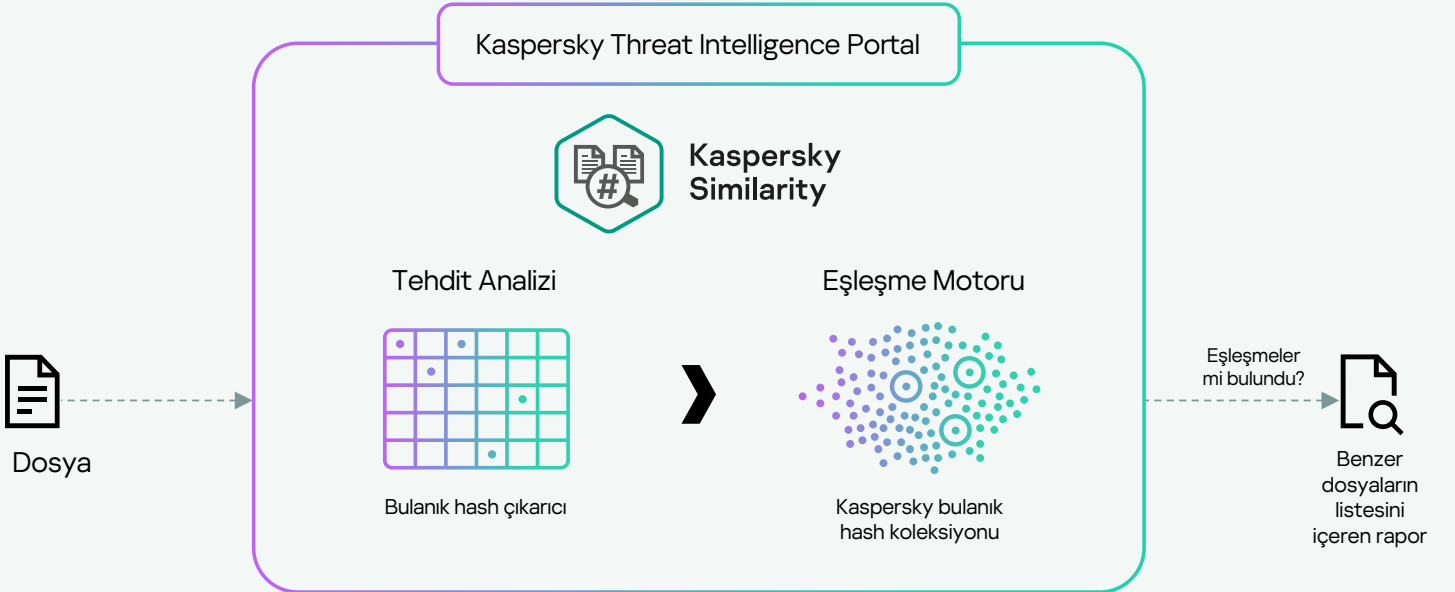 Kaspersky Threat Intelligence Portal
#
Kaspersky
Similarity
Tehdit Analizi
Eşleşme Motoru
Dosya
Bulanık hash çıkarıcı
Kaspersky bulanık
hash koleksiyonu
Eşleşmeler
mi bulundu?
Benzer
dosyaların
listesini
içeren rapor